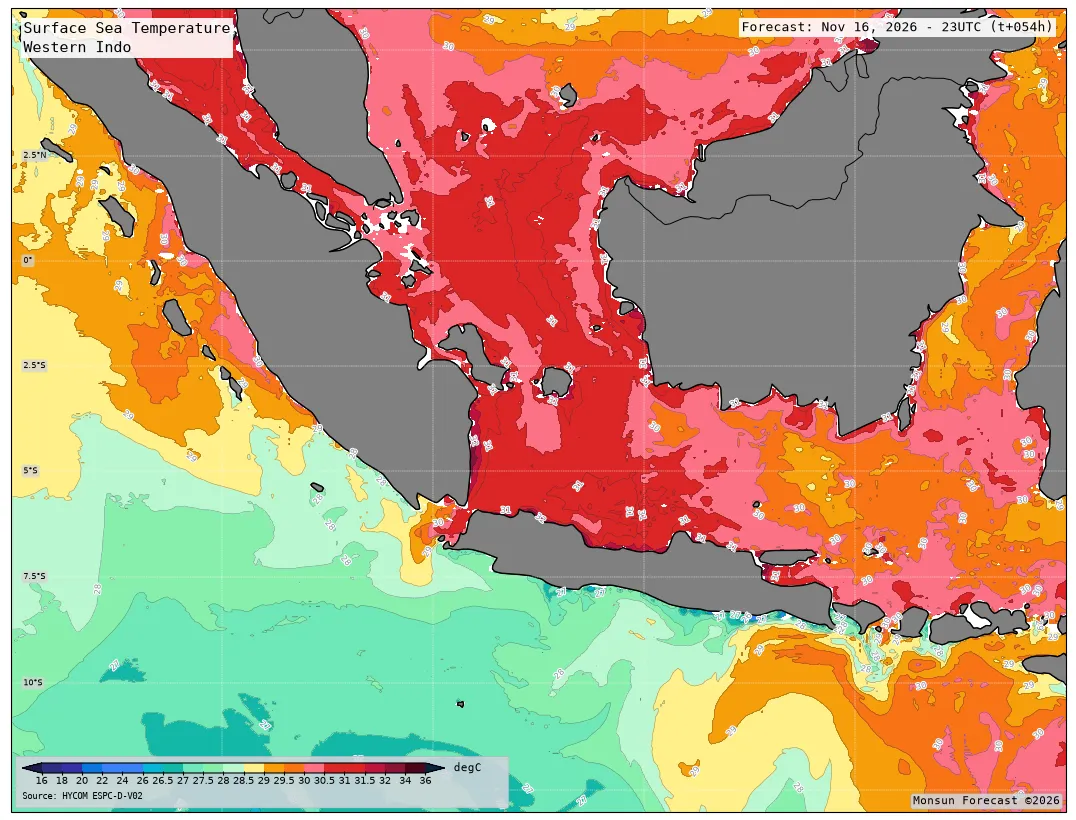 Surface Sea Temperature
Western Indo
Forecast: Nov 16, 2026 - 23UTC (t+054h)
2.5°N
0°
2.5°S
5°S
7.5°S
10°S
degC
16 18 20 22 24 26 26.5 27 27.5 28 28.5 29 29.5 30 30.5 31 31.5 32 33 34 36
Source: HYCOM ESPC-D-V02
Monsun Forecast ©2026